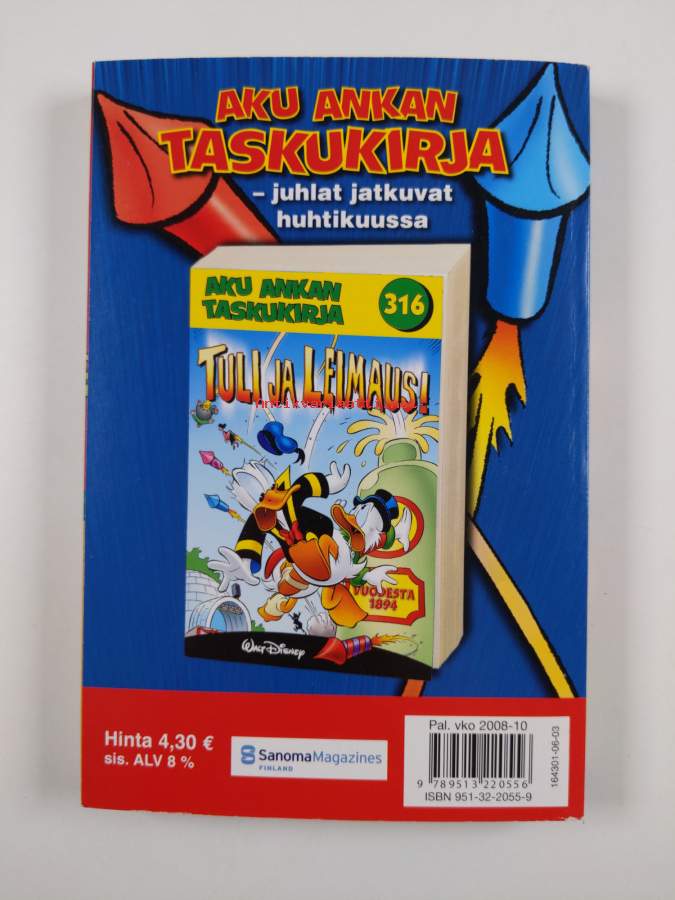 AKU ANKAN
TASKUKIRJA
– juhlat jatkuvat
huhtikuussa
AKU ANKAN
TASKUKIRJA
316
TULI JA LEIMAUS!
VUODESTA
1894
WALT DISNEY
Hinta 4,30 €
sis. ALV 8 %
SanomaMagazines
FINLAND
Pal. vko 2008-10
9 789513 220556
ISBN 951-32-2055-9
164301-06-03